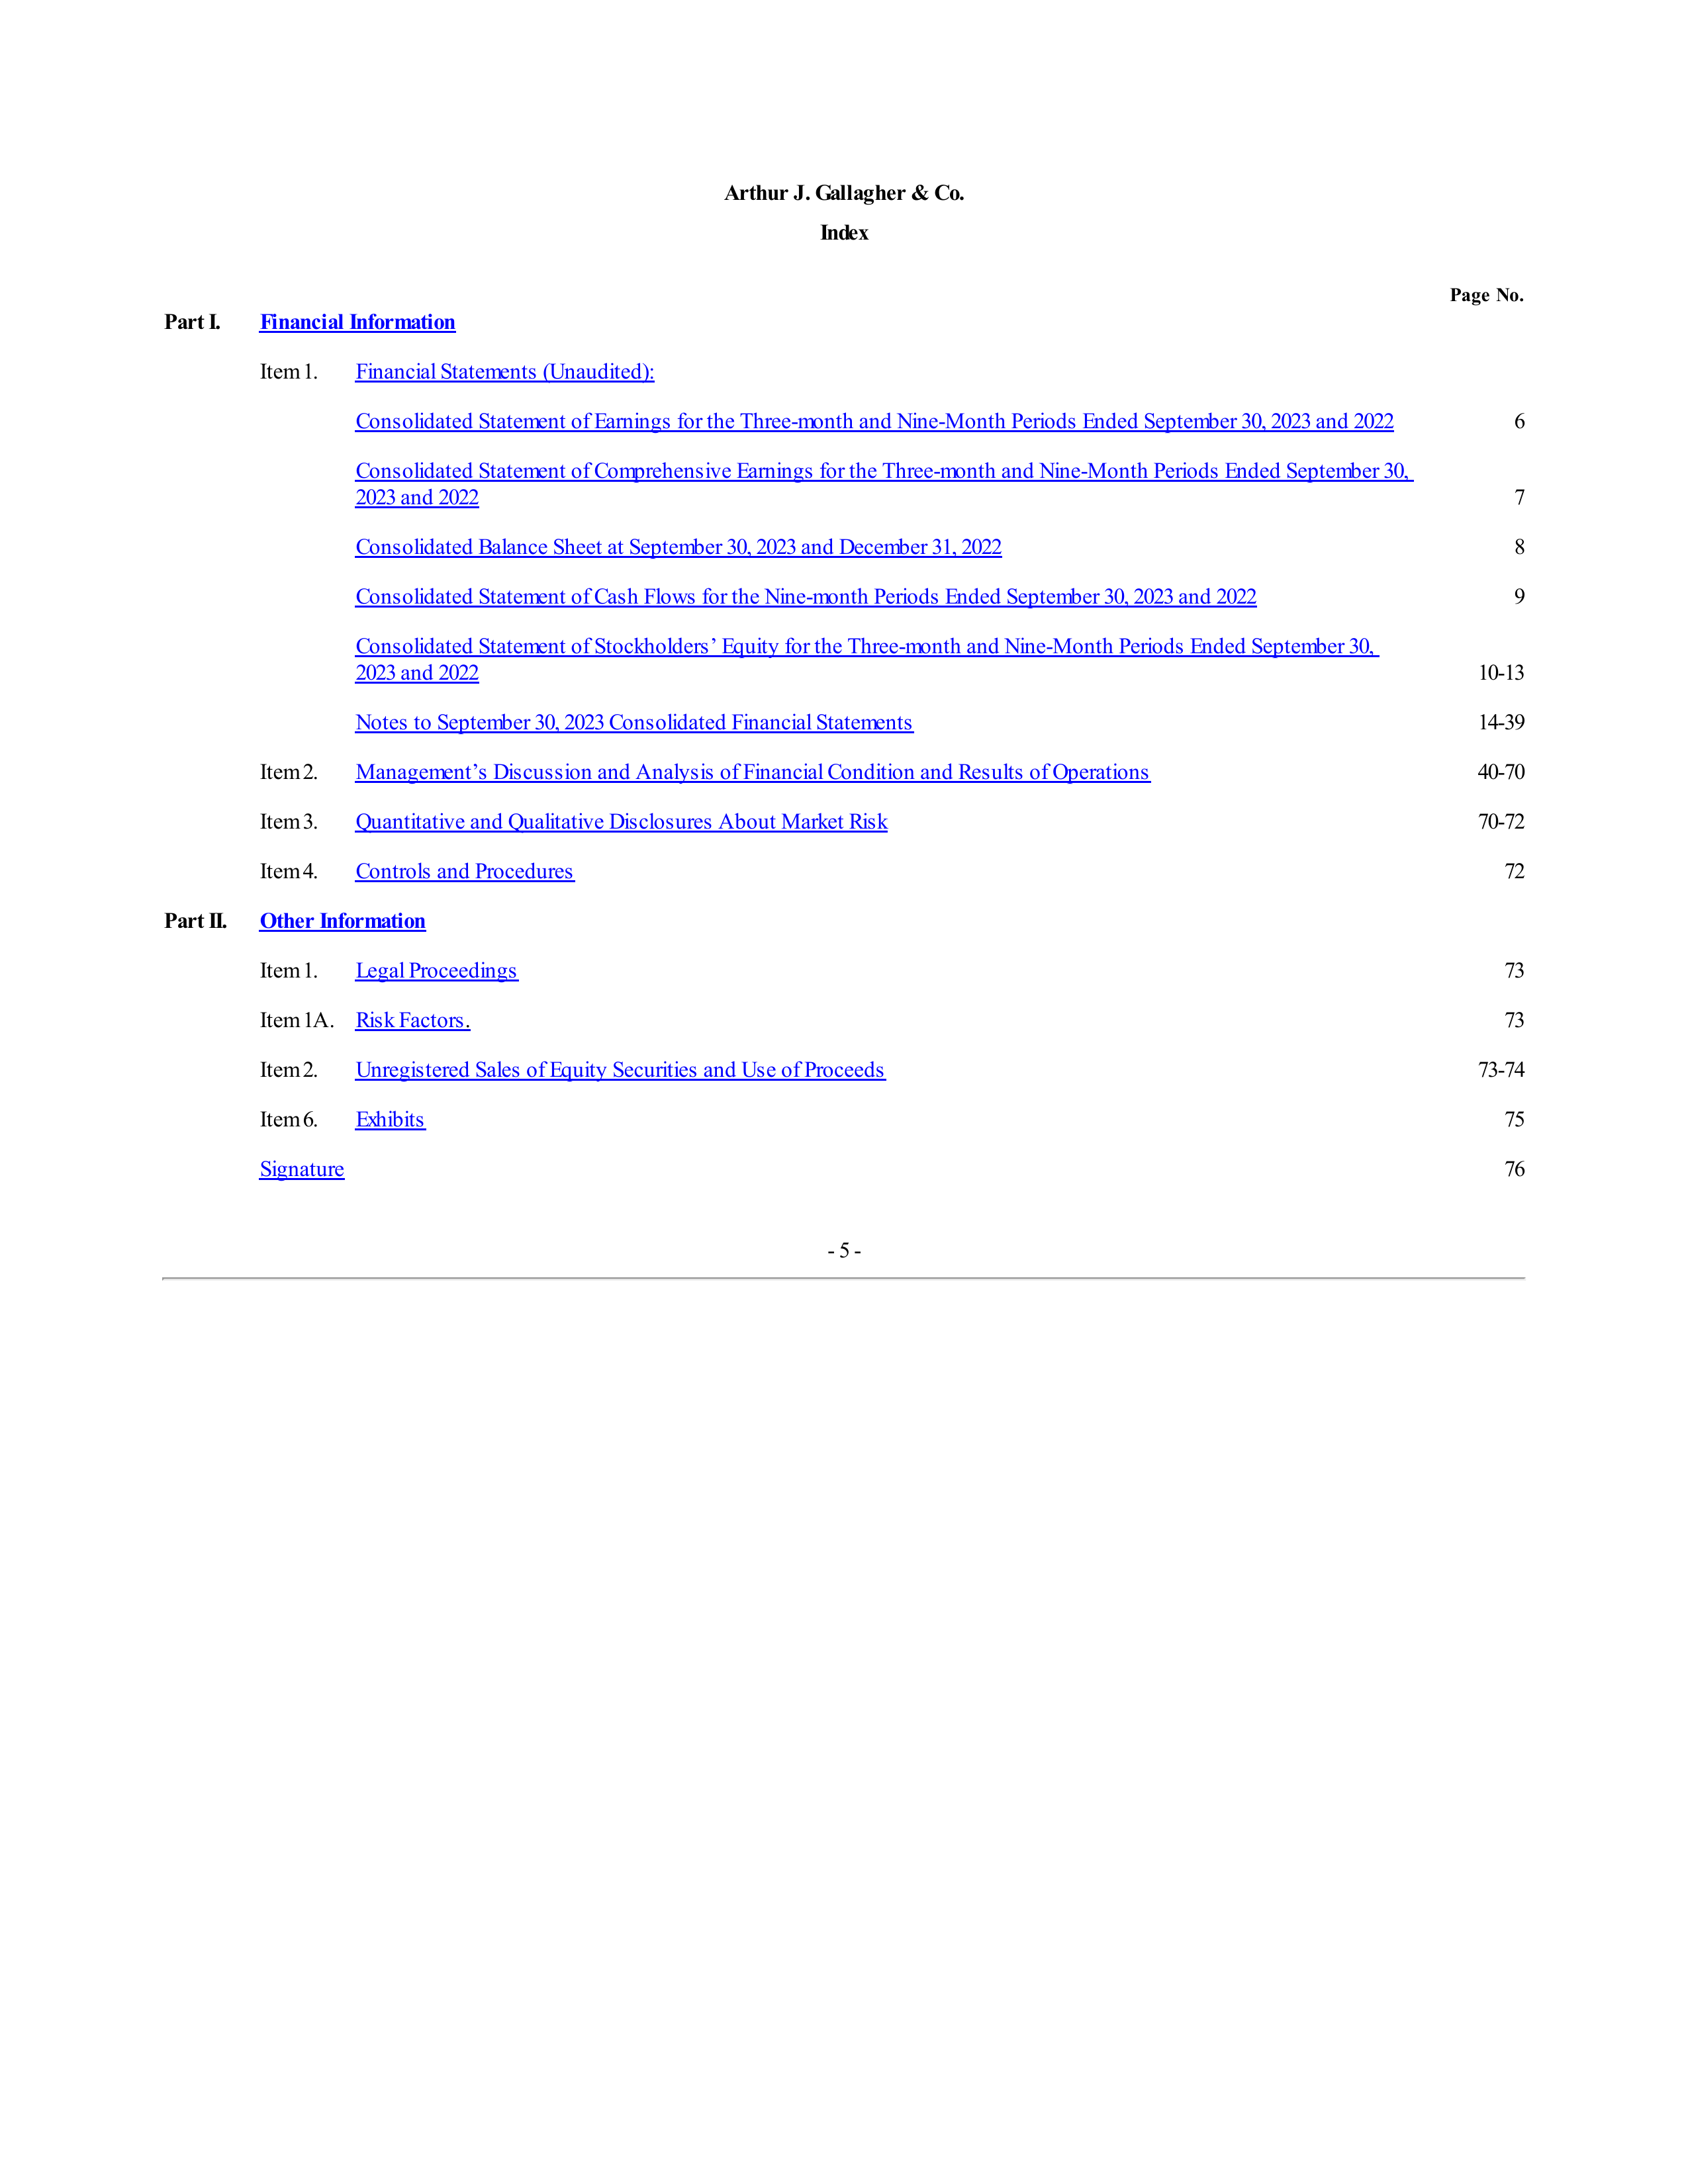 Arthur J. Gallagher & Co.
Index
Page No.
Part I. Financial Information
Item 1. Financial Statements (Unaudited):
Consolidated Statement of Earnings for the Three-month and Nine-Month Periods Ended September 30, 2023 and 2022 6
Consolidated Statement of Comprehensive Earnings for the Three-month and Nine-Month Periods Ended September 30,
2023 and 2022 7
Consolidated Balance Sheet at September 30, 2023 and December 31, 2022 8
Consolidated Statement of Cash Flows for the Nine-month Periods Ended September 30, 2023 and 2022 9
Consolidated Statement of Stockholders’ Equity for the Three-month and Nine-Month Periods Ended September 30,
2023 and 2022 10-13
Notes to September 30, 2023 Consolidated Financial Statements 14-39
Item 2. Management’s Discussion and Analysis of Financial Condition and Results of Operations 40-70
Item 3. Quantitative and Qualitative Disclosures About Market Risk 70-72
Item 4. Controls and Procedures 72
Part II. Other Information
Item 1. Legal Proceedings 73
Item 1A. Risk Factors. 73
Item 2. Unregistered Sales of Equity Securities and Use of Proceeds 73-74
Item 6. Exhibits 75
Signature 76
- 5 -